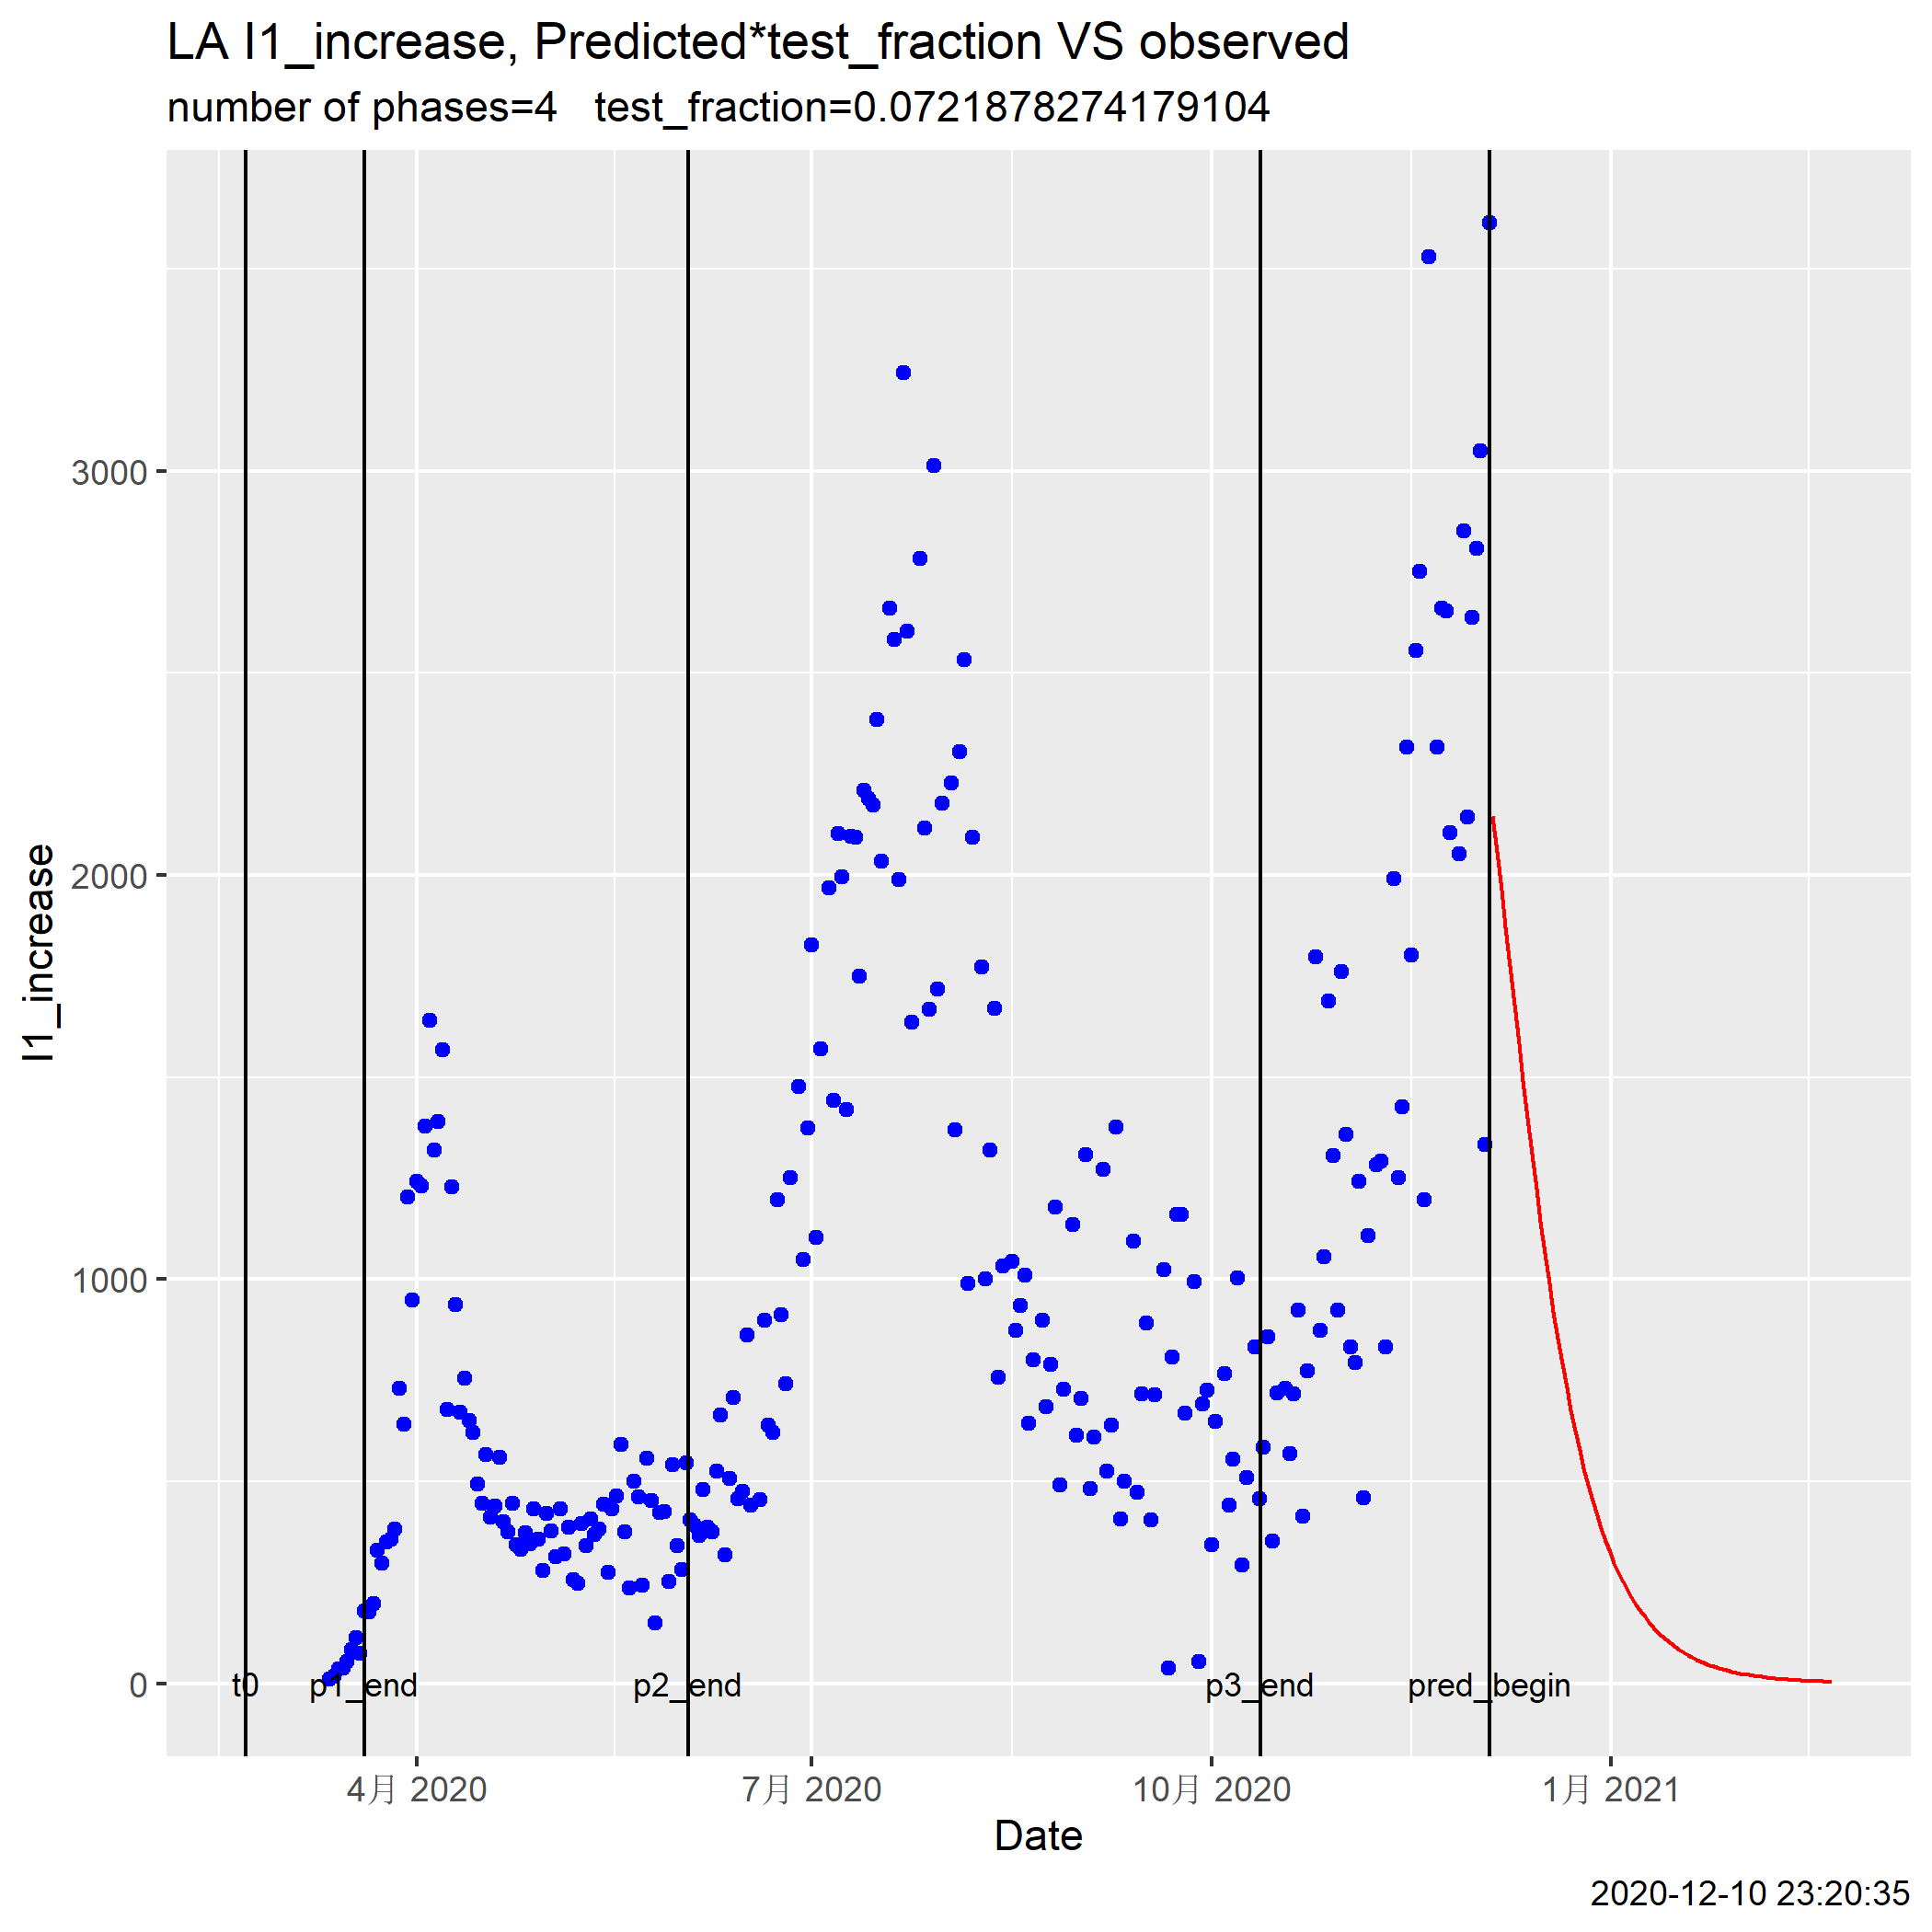 LA I1_increase, Predicted*test_fraction VS observed
number of phases=4   test_fraction=0.0721878274179104
I1_increase
3000
2000
1000
0
t0
p1_end
p2_end
p3_end
pred_begin
4月 2020
7月 2020
10月 2020
1月 2021
Date
2020-12-10 23:20:35